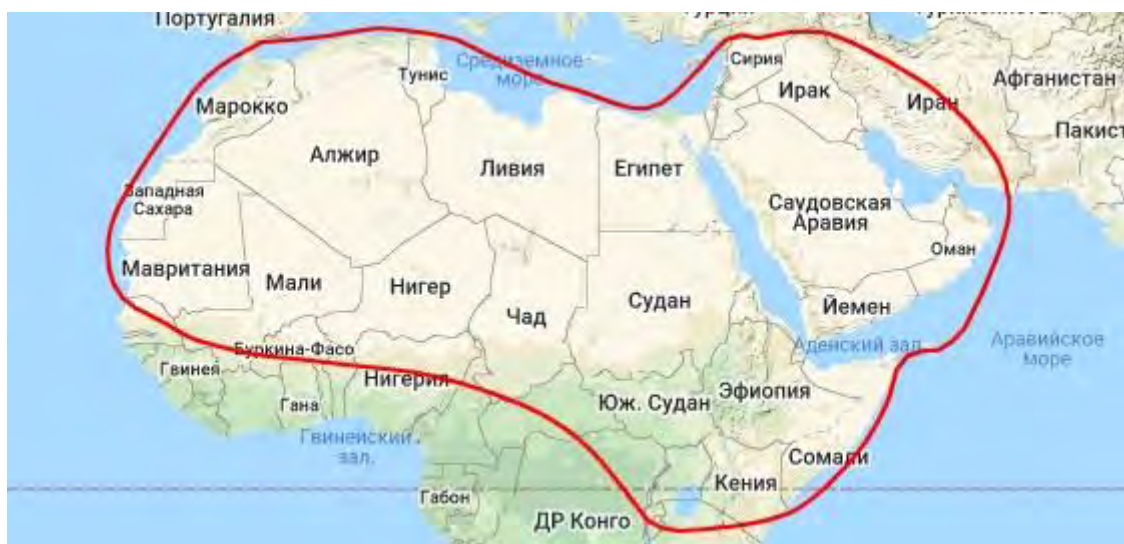 Португалия
Сирия
Средиземное
море
Тунис
Афганистан
Ирак
Иран
Марокко
Пакист
Алжир
Ливия
Египет
Западная
Сахара
Саудовская
Аравия
Оман
Мавритания
Мали
Нигер
Судан
Йемен
Чад
Аравийское
море
Аденский зал.
Буркина-Фасо
Гвинея
Нигерия
Эфиопия
Гана
Юж. Судан
Гвинейский
зал.
Сомали
Кения
Габон
ДР Конго